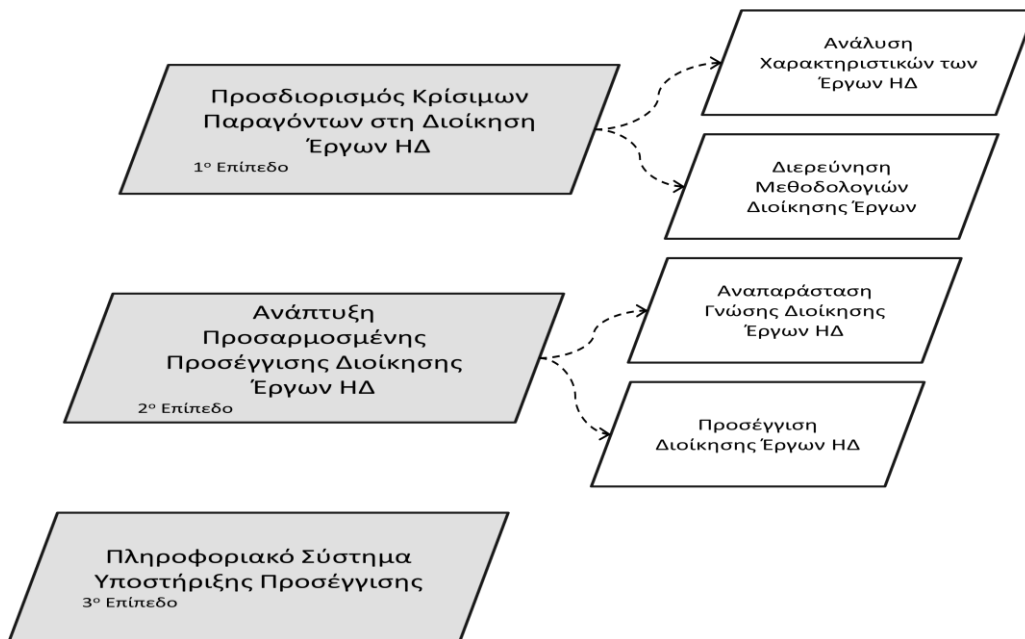 Προσδιορισμός Κρίσιμων
Παραγόντων στη Διοίκηση
Έργων ΗΔ
1ο Επίπεδο
Ανάλυση
Χαρακτηριστικών των
Έργων ΗΔ
Διερεύνηση
Μεθοδολογιών
Διοίκησης Έργων
Ανάπτυξη
Προσαρμοσμένης
Προσέγγισης Διοίκησης
Έργων ΗΔ
2ο Επίπεδο
Αναπαράσταση
Γνώσης Διοίκησης
Έργων ΗΔ
Προσέγγιση
Διοίκησης Έργων ΗΔ
Πληροφοριακό Σύστημα
Υποστήριξης Προσέγγισης
3ο Επίπεδο